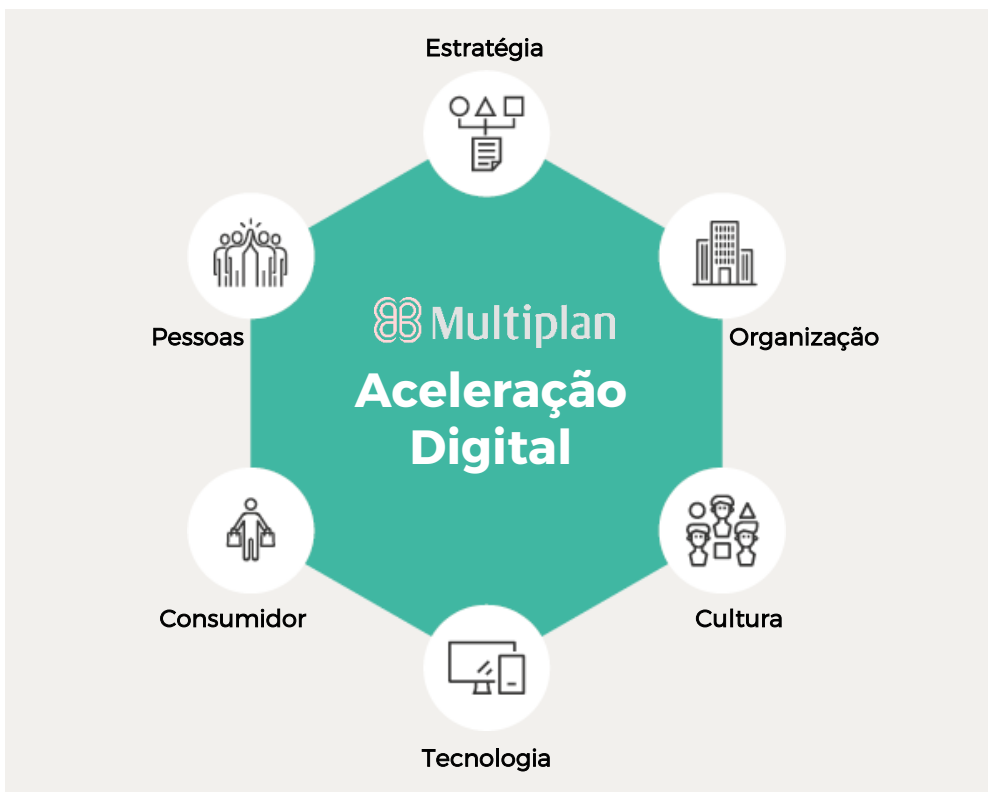 Estratégia
Pessoas
Organização
Multiplan
Aceleração
Digital
Consumidor
Cultura
Tecnologia